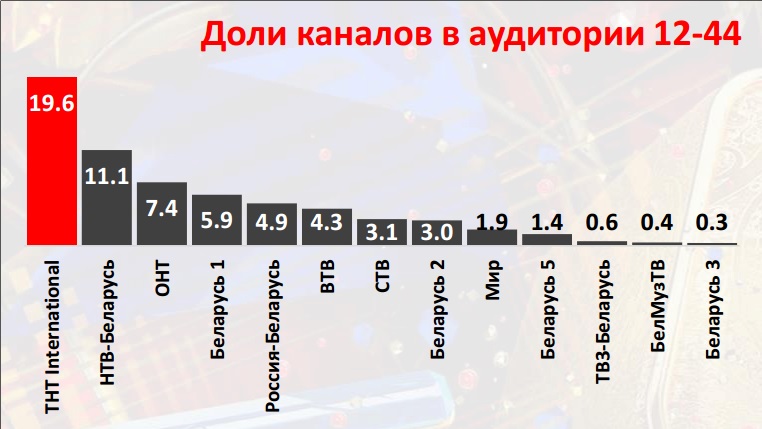 Доли каналов в аудитории 12-44
19.6
11.1
7.4
5.9
4.9
4.3
3.1
3.0
1.9
1.4
0.6
0.4
0.3
ТНТ International
НТВ-Беларусь
ОНТ
Беларусь 1
Россия-Беларусь
ВТВ
СТВ
Беларусь 2
Мир
Беларусь 5
ТВ3-Беларусь
БелМузТВ
Беларусь 3